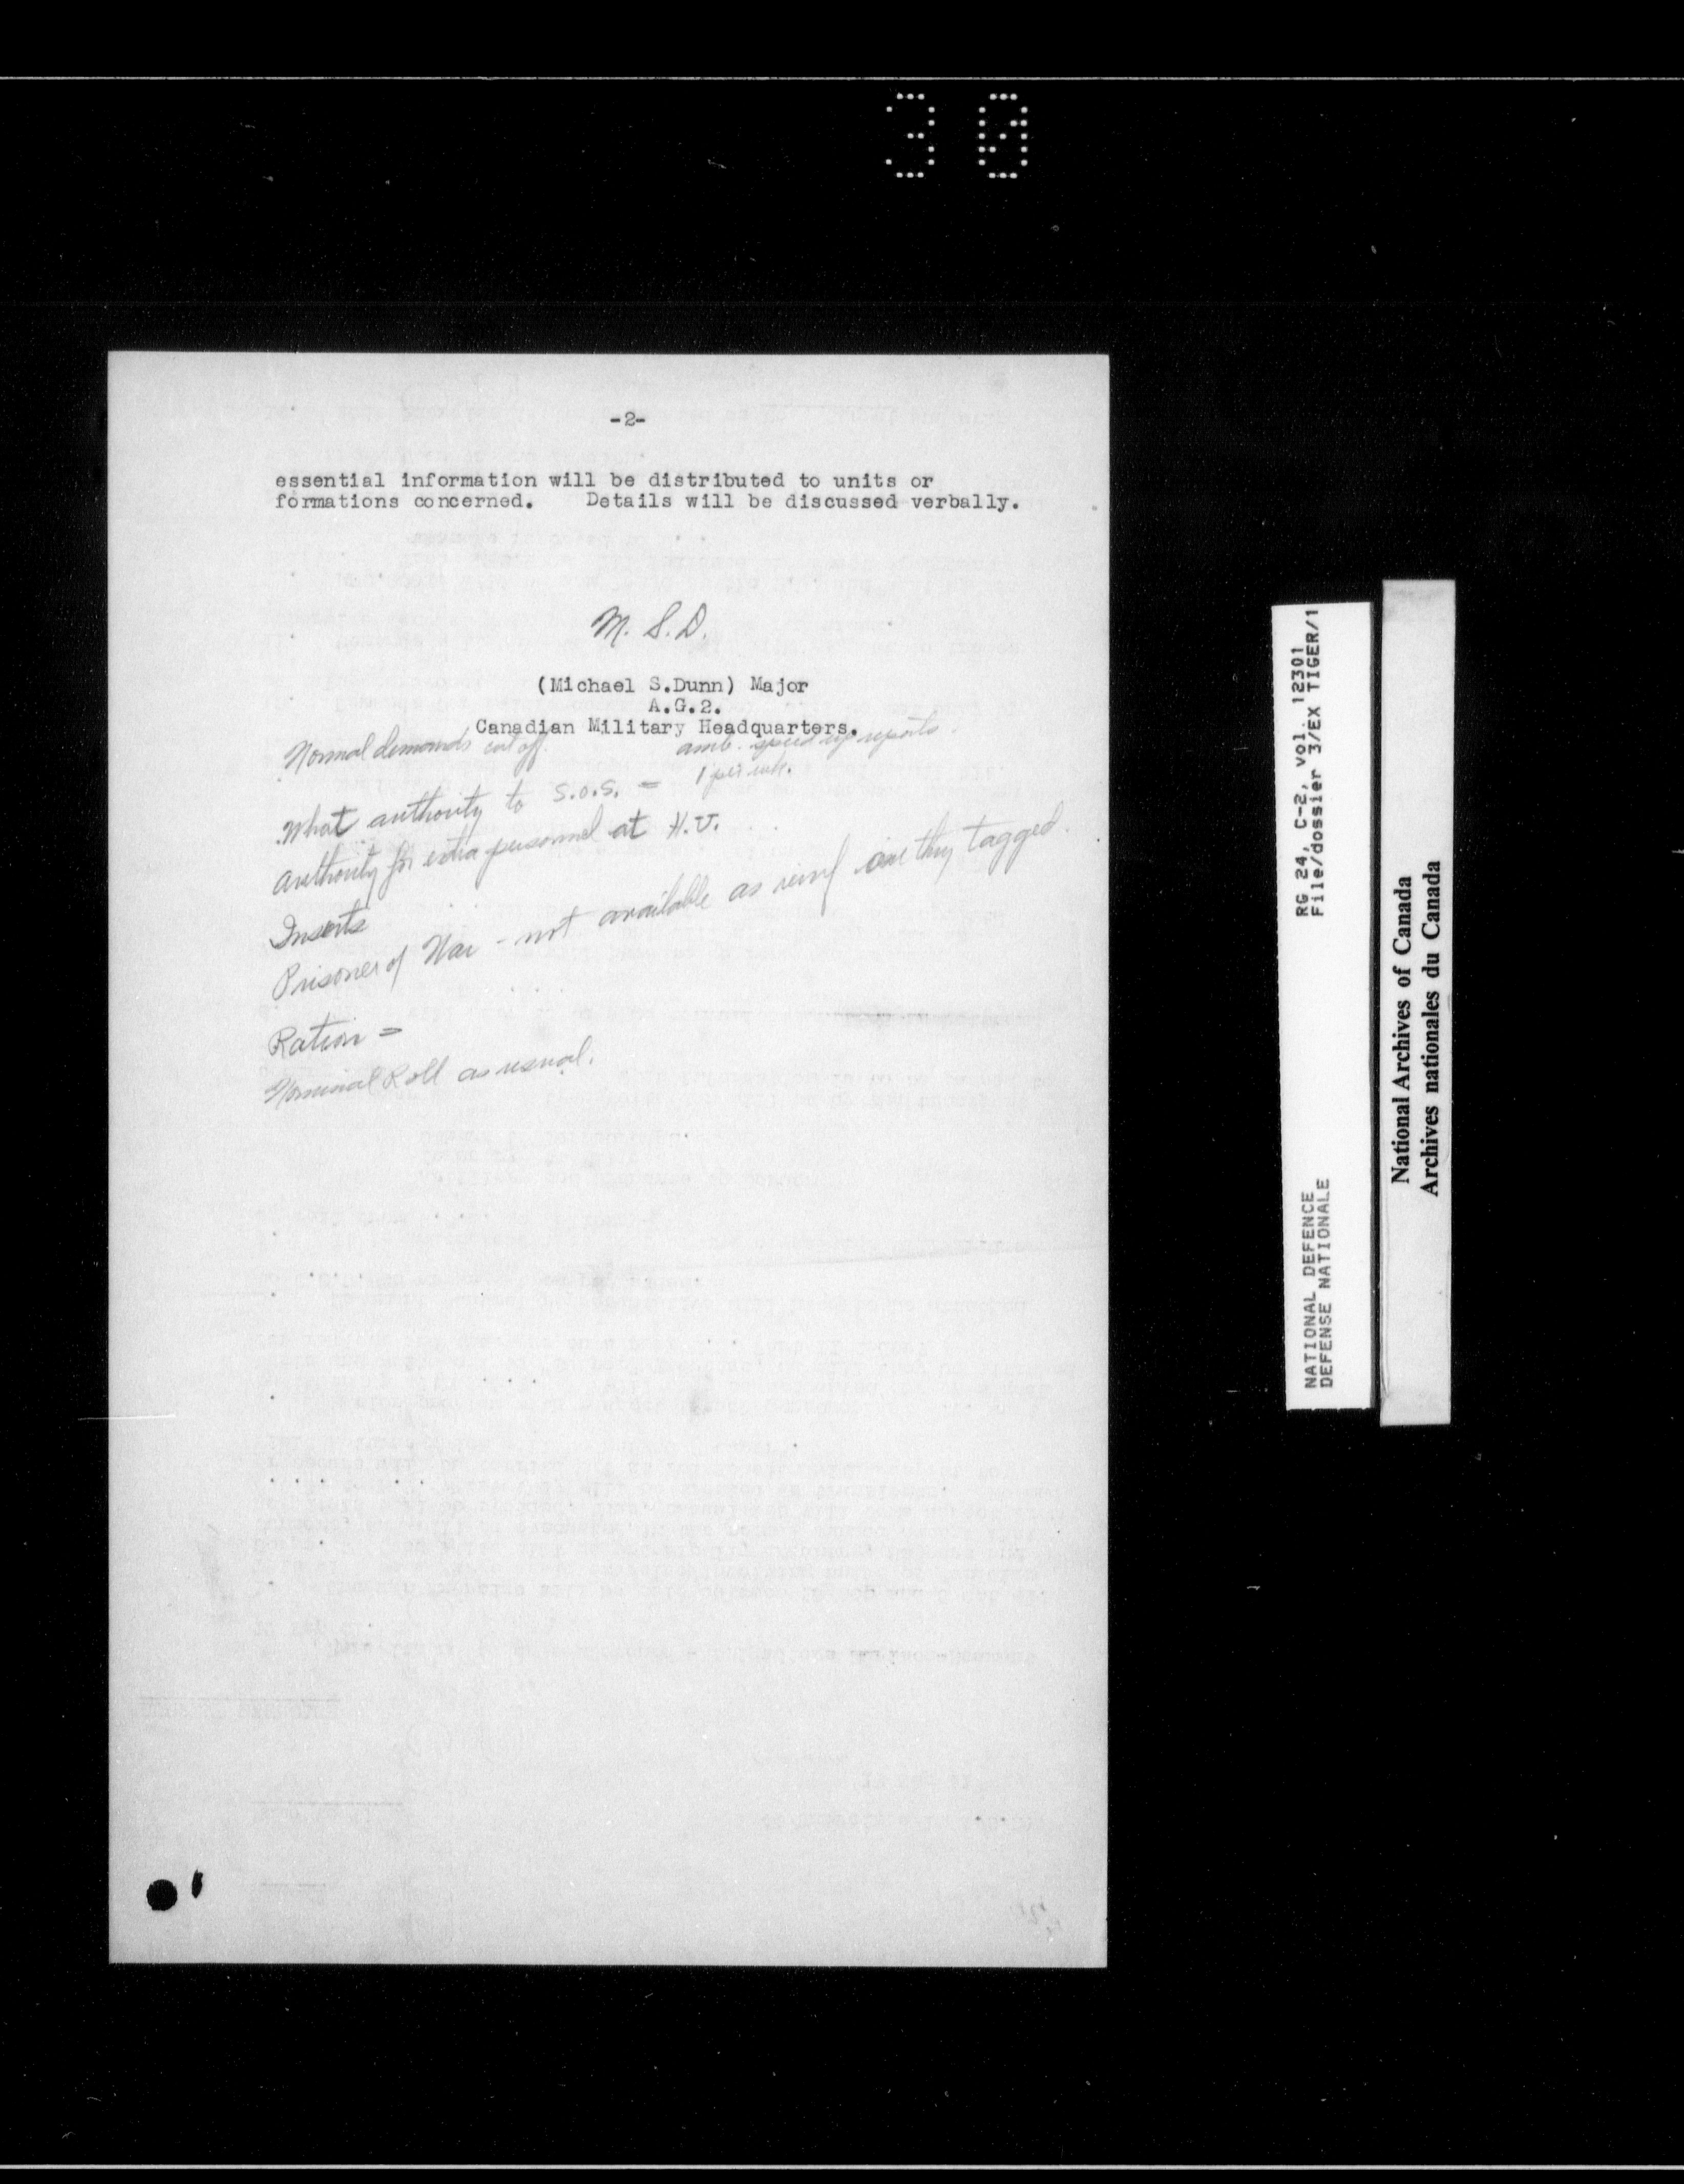 30
-2-
essential information will be distributed to units or
formations concerned. Details will be discussed verbally.
M. S. D.
(Michael S.Dunn) Major
A.G.2.
Canadian Military Headquarters.
Normal demands cut off. amb. speed up reports.
What authority to S.O.S. = 1 per
authority for extra personnel at H.U.
Inserts
Prisoner of War - not available as reinf are they tagged.
Ration =
Nominal Roll as usual.
RG 24, C-2, vol. 12301
File/dossier 3/EX TIGER/1
NATIONAL DEFENCE
DEFENSE NATIONALE
National Archives of Canada
Archives nationales du Canada